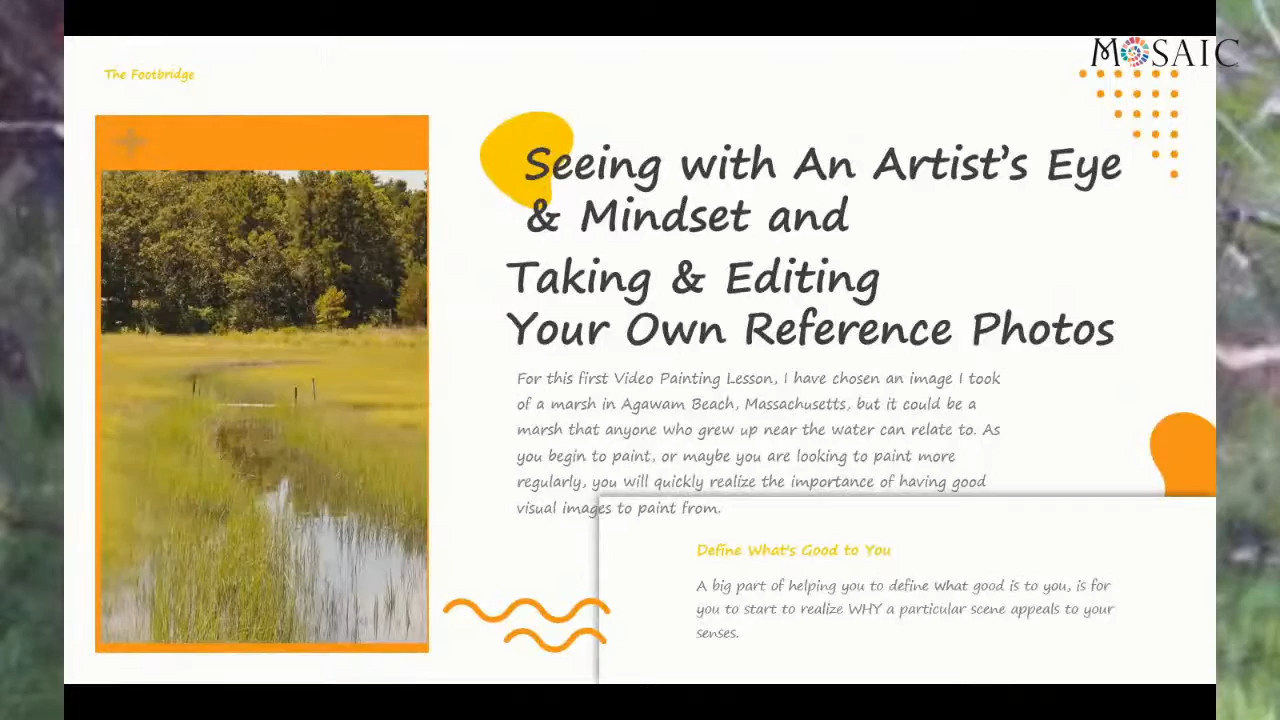 MOSAIC
The Footbridge
Seeing with An Artist's Eye
& Mindset and
Taking & Editing
Your Own Reference Photos
For this first Video Painting Lesson, I have chosen an image I took
of a marsh in Agawam Beach, Massachusetts, but it could be a
marsh that anyone who grew up near the water can relate to. As
you begin to paint, or maybe you are looking to paint more
regularly, you will quickly realize the importance of having good
visual images to paint from.
Define What's Good to You
A big part of helping you to define what good is to you, is for
you to start to realize WHY a particular scene appeals to your
senses.